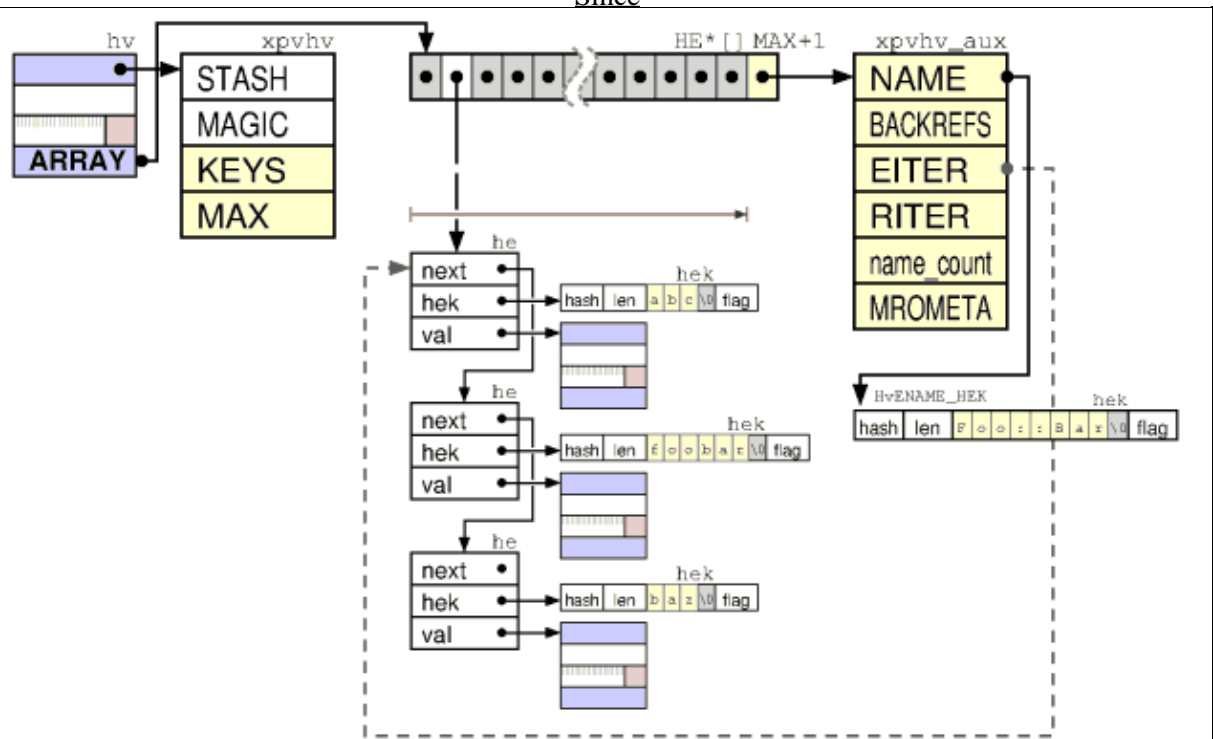 Since
hv xpvhv HE*[] MAX+1 xpvhv_aux
STASH
MAGIC
KEYS
MAX
ARRAY
NAME
BACKREFS
EITER
RITER
name_count
MROMETA
he
next
hek
val
hek
hash len a b c \0 flag
he
next
hek
val
hek
hash len f o o b a r \0 flag
he
next
hek
val
hek
hash len b a z \0 flag
HvENAME_HEK hek
hash len F o o : : B a r \0 flag